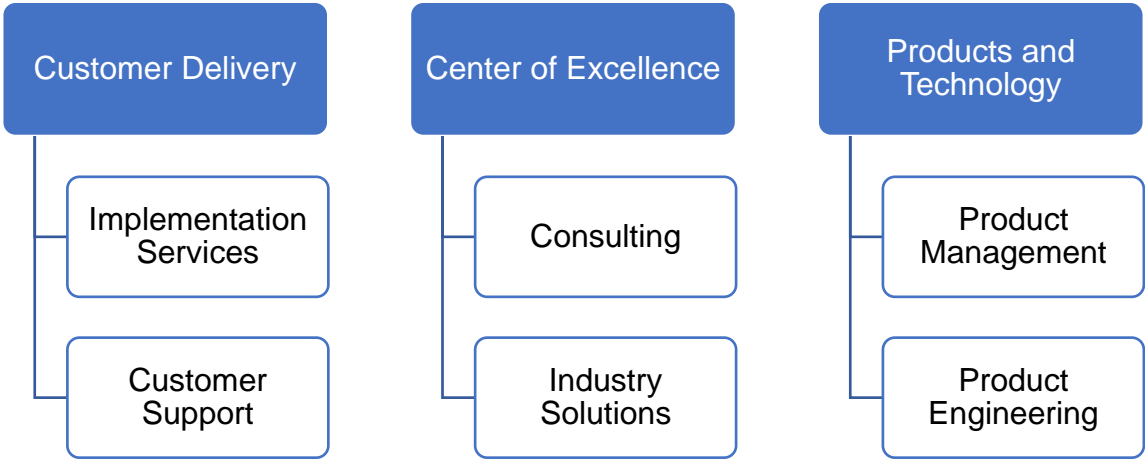 Customer Delivery
Implementation
Services
Customer
Support
Center of Excellence
Consulting
Industry
Solutions
Products and
Technology
Product
Management
Product
Engineering